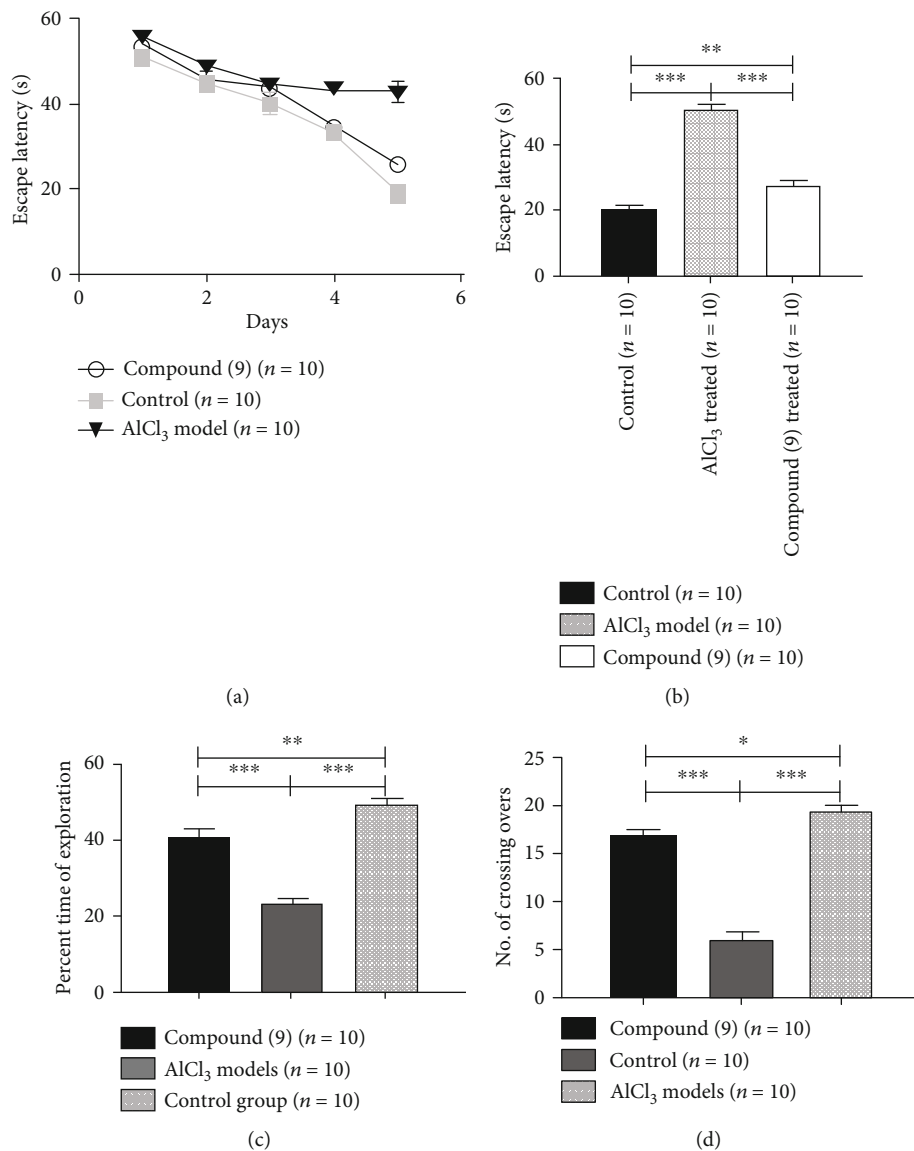 60
40
20
0
Escape latency (s)
0
2
4
6
Days
Compound (9) (n = 10)
Control (n = 10)
AlCl₃ model (n = 10)
(a)
**
***
***
60
40
20
0
Escape latency (s)
Control (n = 10)
AlCl₃ treated (n = 10)
Compound (9) treated (n = 10)
Control (n = 10)
AlCl₃ model (n = 10)
Compound (9) (n = 10)
(b)
**
***
***
60
40
20
0
Percent time of exploration
Compound (9) (n = 10)
AlCl₃ models (n = 10)
Control group (n = 10)
(c)
*
***
***
25
20
15
10
5
0
No. of crossing overs
Compound (9) (n = 10)
Control (n = 10)
AlCl₃ models (n = 10)
(d)